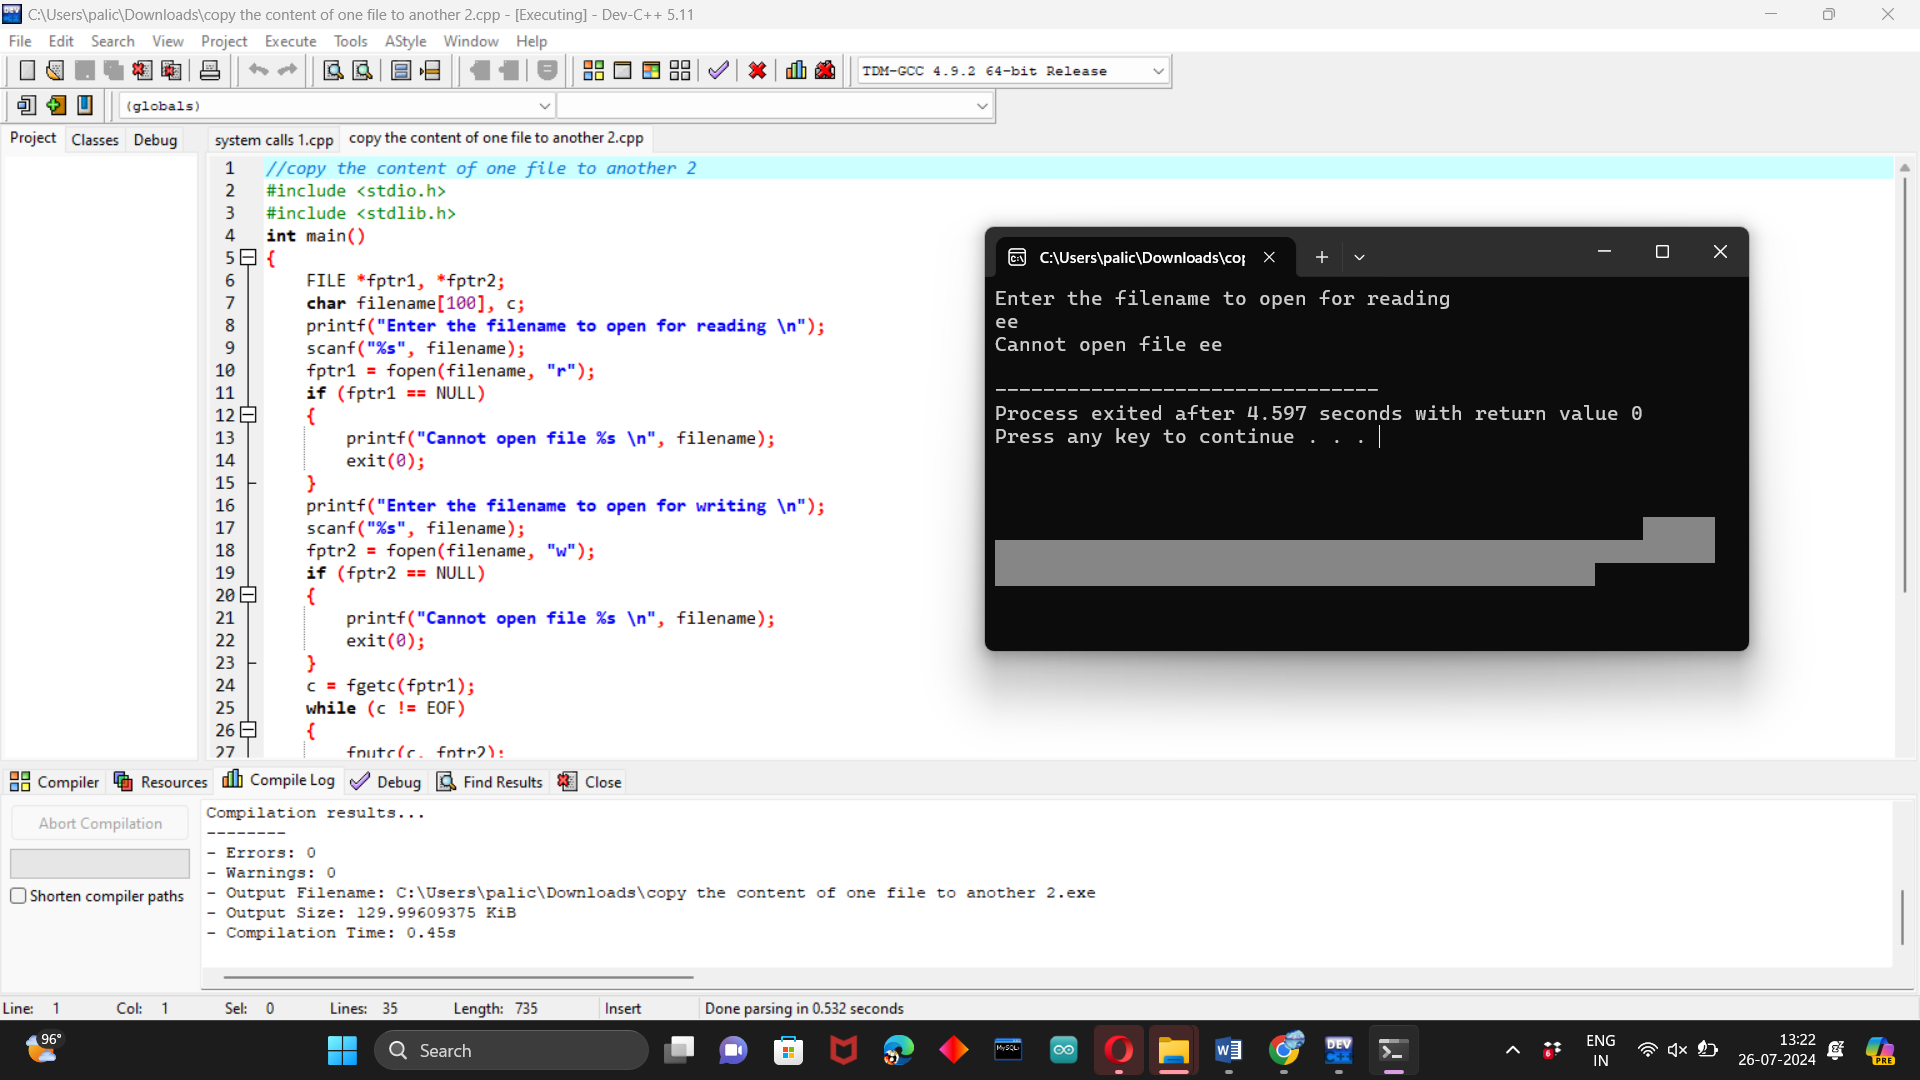 C:\Users\palic\Downloads\copy the content of one file to another 2.cpp - [Executing] - Dev-C++ 5.11
File Edit Search View Project Execute Tools AStyle Window Help
TDM-GCC 4.9.2 64-bit Release
(globals)
Project Classes Debug system calls 1.cpp copy the content of one file to another 2.cpp
1 //copy the content of one file to another 2
2 #include <stdio.h>
3 #include <stdlib.h>
4 int main()
5 {
6 FILE *fptr1, *fptr2;
7 char filename[100], c;
8 printf("Enter the filename to open for reading \n");
9 scanf("%s", filename);
10 fptr1 = fopen(filename, "r");
11 if (fptr1 == NULL)
12 {
13 printf("Cannot open file %s \n", filename);
14 exit(0);
15 }
16 printf("Enter the filename to open for writing \n");
17 scanf("%s", filename);
18 fptr2 = fopen(filename, "w");
19 if (fptr2 == NULL)
20 {
21 printf("Cannot open file %s \n", filename);
22 exit(0);
23 }
24 c = fgetc(fptr1);
25 while (c != EOF)
26 {
27 fputc(c, fptr2);
C:\Users\palic\Downloads\cop
Enter the filename to open for reading
ee
Cannot open file ee
--------------------------------
Process exited after 4.597 seconds with return value 0
Press any key to continue . . .
Compiler Resources Compile Log Debug Find Results Close
Abort Compilation
Shorten compiler paths
Compilation results...
--------
- Errors: 0
- Warnings: 0
- Output Filename: C:\Users\palic\Downloads\copy the content of one file to another 2.exe
- Output Size: 129.99609375 KiB
- Compilation Time: 0.45s
Line: 1 Col: 1 Sel: 0 Lines: 35 Length: 735 Insert Done parsing in 0.532 seconds
96°
Search
MySQL
DEV
6
ENG
IN
13:22
26-07-2024
PRE